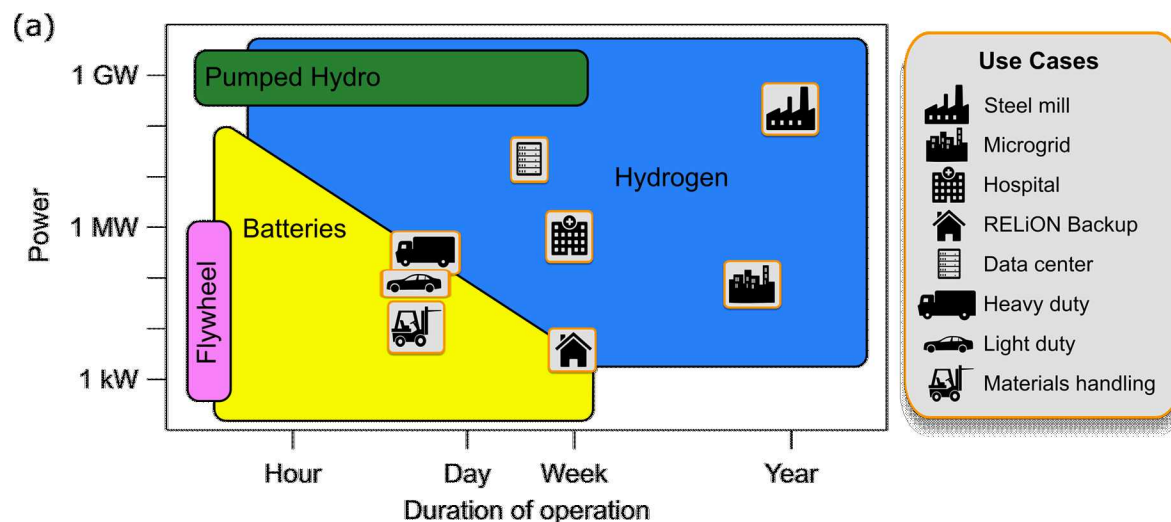 (a)
1 GW
Pumped Hydro
Hydrogen
Power
1 MW
Batteries
Flywheel
1 kW
Hour
Day
Week
Year
Duration of operation
Use Cases
Steel mill
Microgrid
Hospital
RELiON Backup
Data center
Heavy duty
Light duty
Materials handling